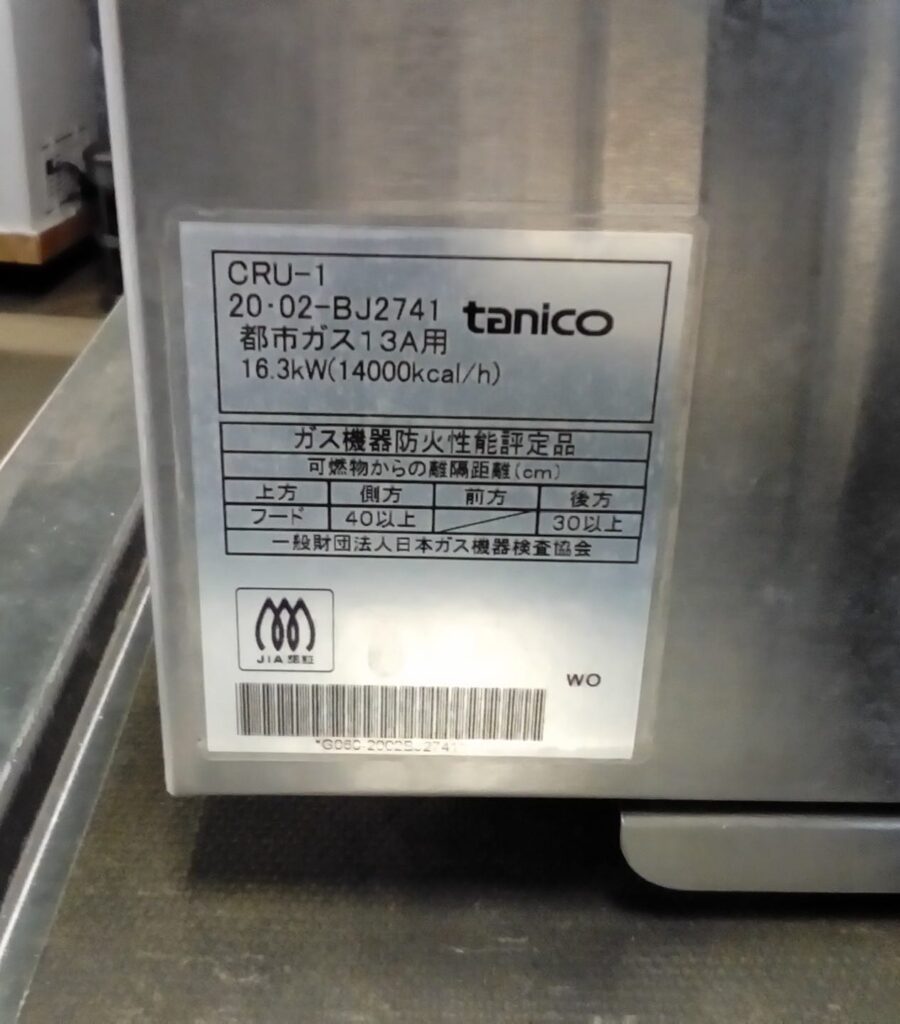 CRU-1
20・02-BJ2741
tanico
都市ガス13A用
16.3kW(14000kcal/h)
ガス機器防火性能評定品
可燃物からの離隔距離(cm)
上方 側方 前方 後方
フード 40以上 30以上
一般財団法人日本ガス機器検査協会
JIA
WO